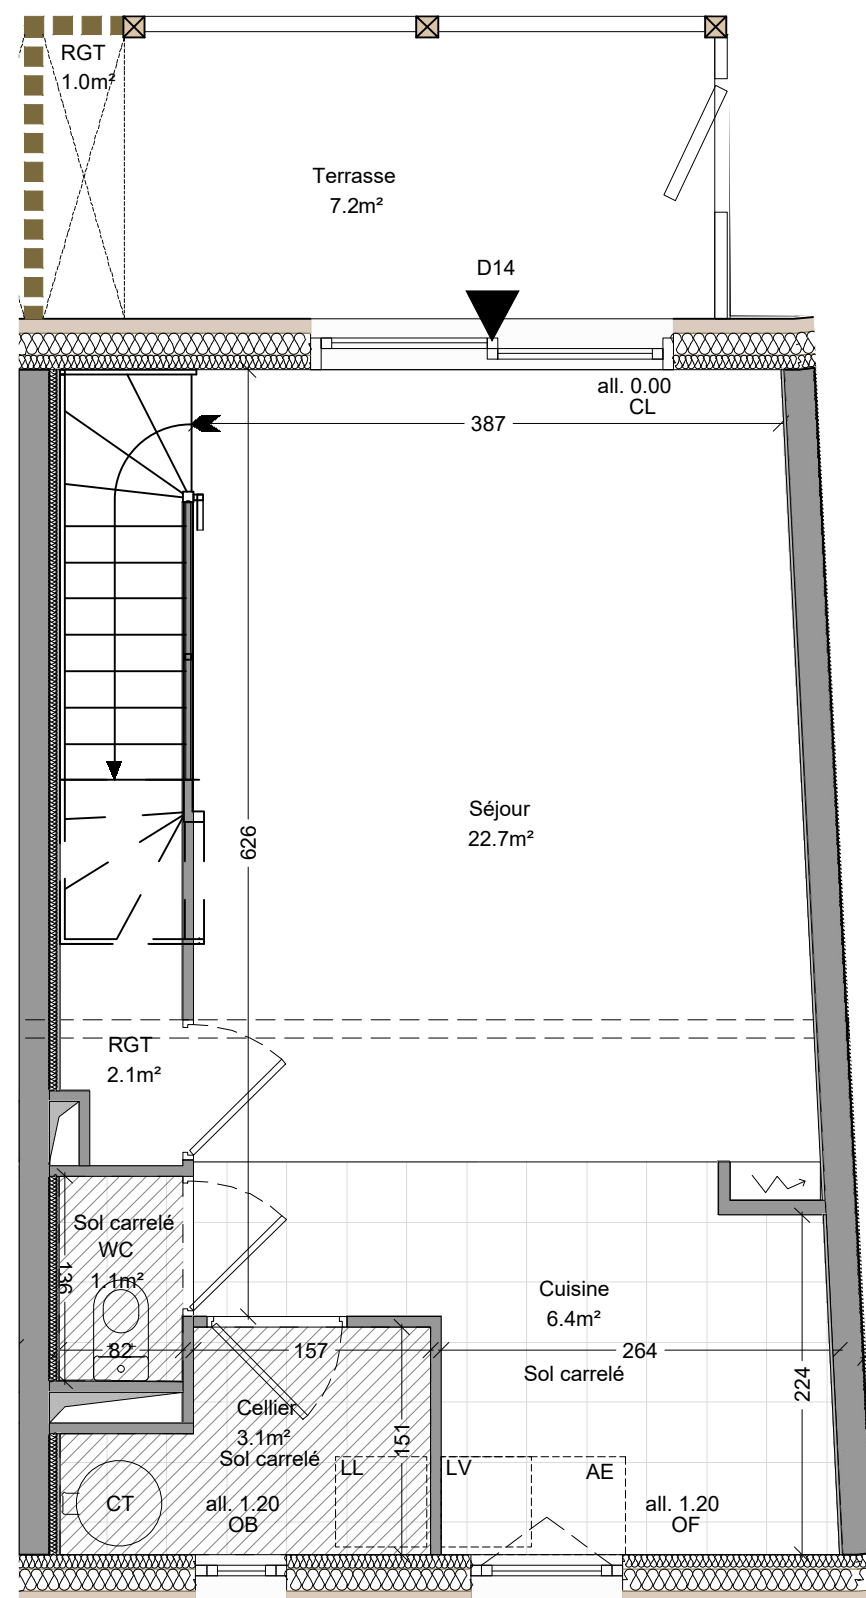 RGT
1.0m²
Terrasse
7.2m²
D14
all. 0.00
CL
387
Séjour
22.7m²
626
RGT
2.1m²
Sol carrelé
WC
1.1m²
136
82
157
264
Cuisine
6.4m²
Sol carrelé
224
Cellier
3.1m²
Sol carrelé
151
LL
LV
AE
CT
all. 1.20
OB
all. 1.20
OF